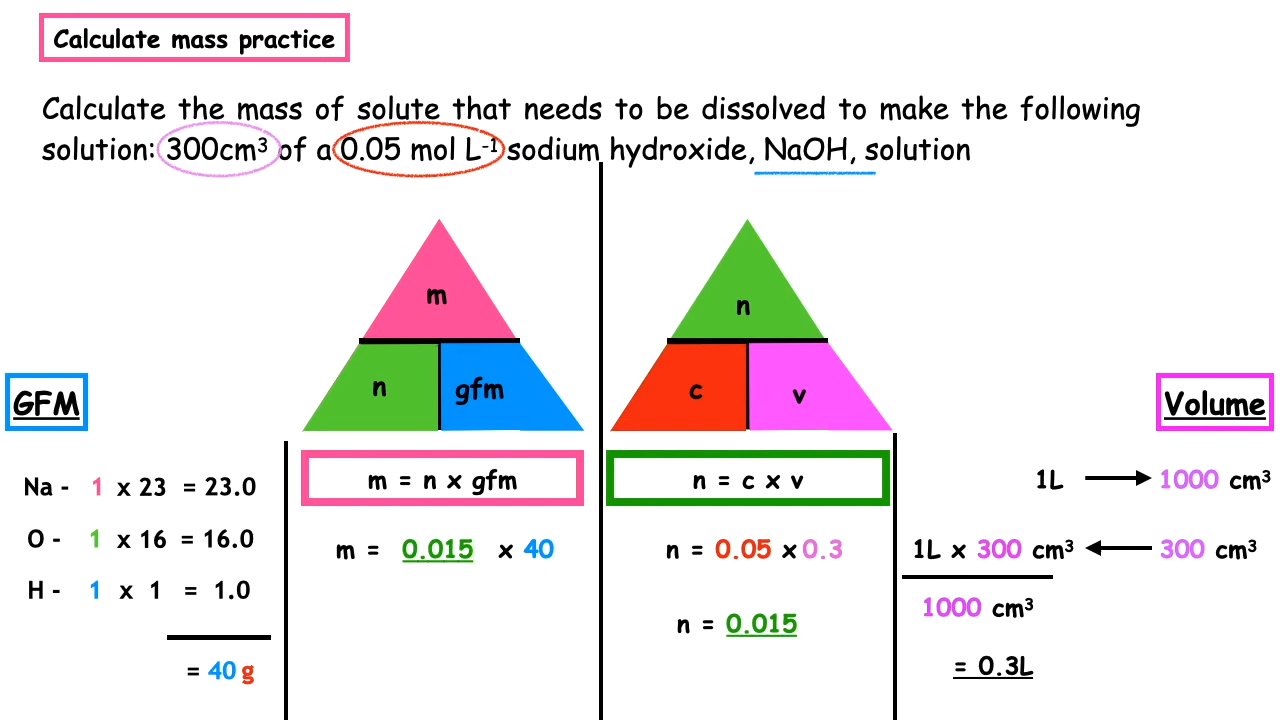 Calculate mass practice
Calculate the mass of solute that needs to be dissolved to make the following
solution: 300cm³ of a 0.05 mol L⁻¹ sodium hydroxide, NaOH, solution
m
n
gfm
n
c
v
GFM
Na - 1 x 23 = 23.0
O - 1 x 16 = 16.0
H - 1 x 1 = 1.0
= 40 g
m = n x gfm
m = 0.015 x 40
n = c x v
n = 0.05 x 0.3
n = 0.015
Volume
1L 1000 cm³
1L x 300 cm³ 300 cm³
1000 cm³
= 0.3L